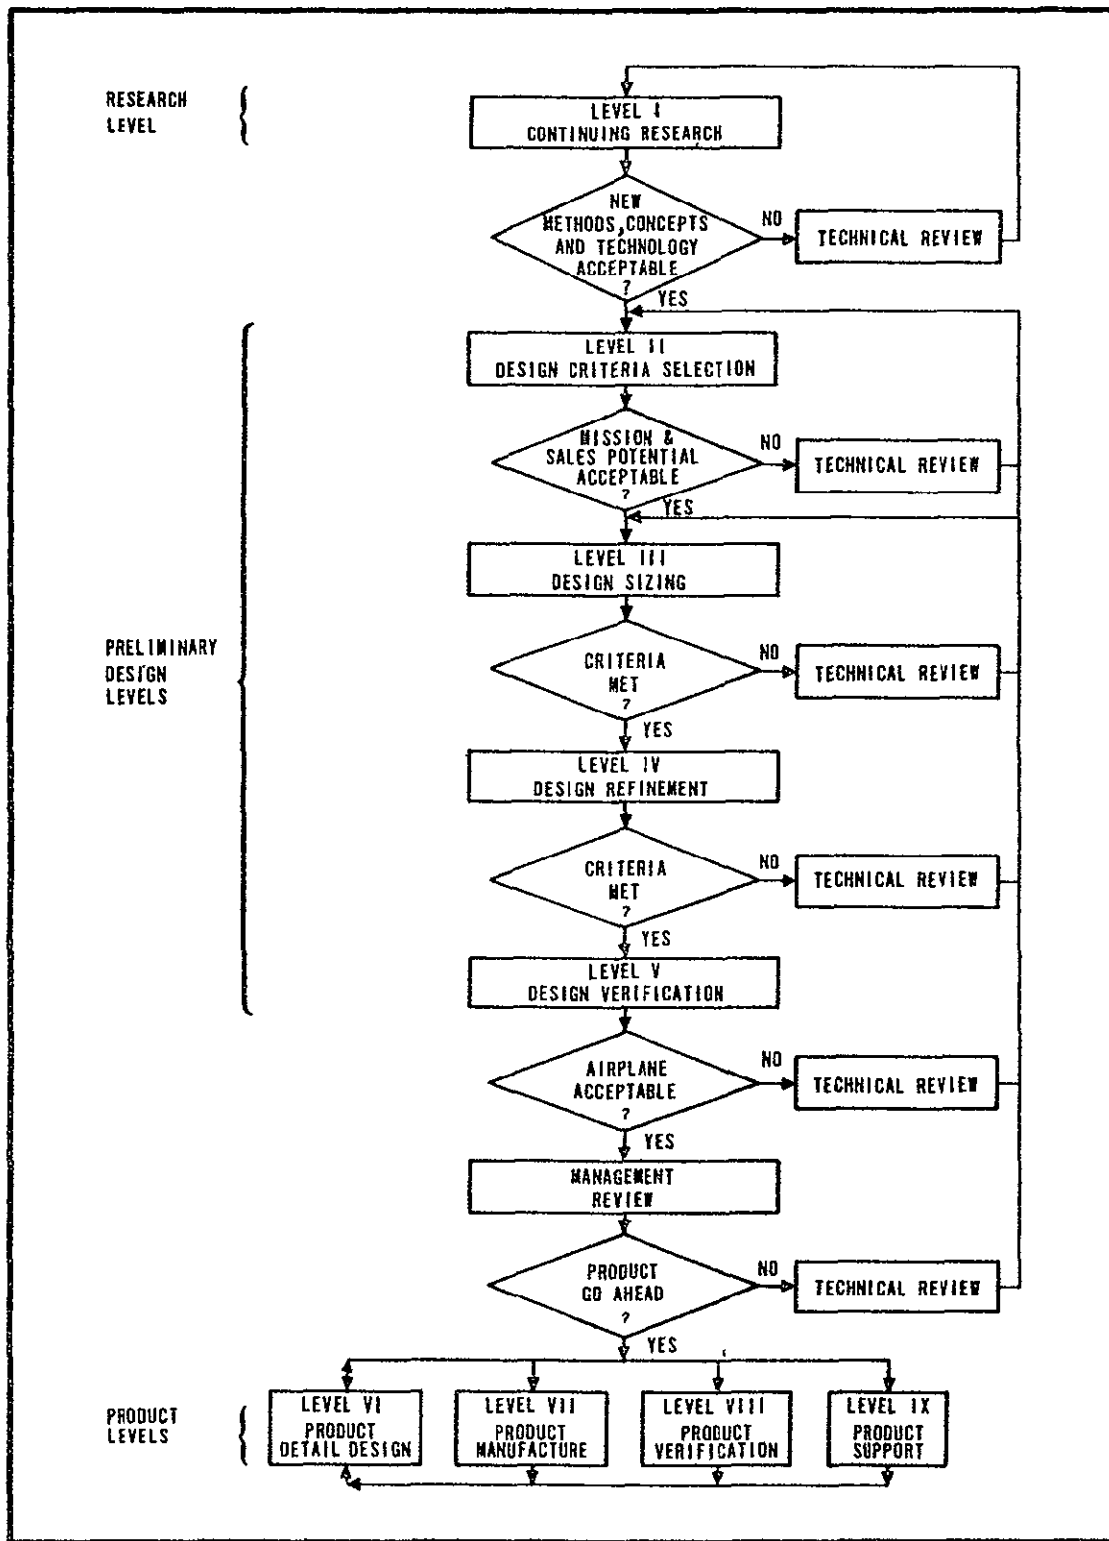 RESEARCH
LEVEL
LEVEL I
CONTINUING RESEARCH
NEW
METHODS, CONCEPTS
AND TECHNOLOGY
ACCEPTABLE
?
NO
TECHNICAL REVIEW
YES
PRELIMINARY
DESIGN
LEVELS
LEVEL II
DESIGN CRITERIA SELECTION
MISSION &
SALES POTENTIAL
ACCEPTABLE
?
NO
TECHNICAL REVIEW
YES
LEVEL III
DESIGN SIZING
CRITERIA
MET
?
NO
TECHNICAL REVIEW
YES
LEVEL IV
DESIGN REFINEMENT
CRITERIA
MET
?
NO
TECHNICAL REVIEW
YES
LEVEL V
DESIGN VERIFICATION
AIRPLANE
ACCEPTABLE
?
NO
TECHNICAL REVIEW
YES
MANAGEMENT
REVIEW
PRODUCT
GO AHEAD
?
NO
TECHNICAL REVIEW
YES
PRODUCT
LEVELS
LEVEL VI
PRODUCT
DETAIL DESIGN
LEVEL VII
PRODUCT
MANUFACTURE
LEVEL VIII
PRODUCT
VERIFICATION
LEVEL IX
PRODUCT
SUPPORT